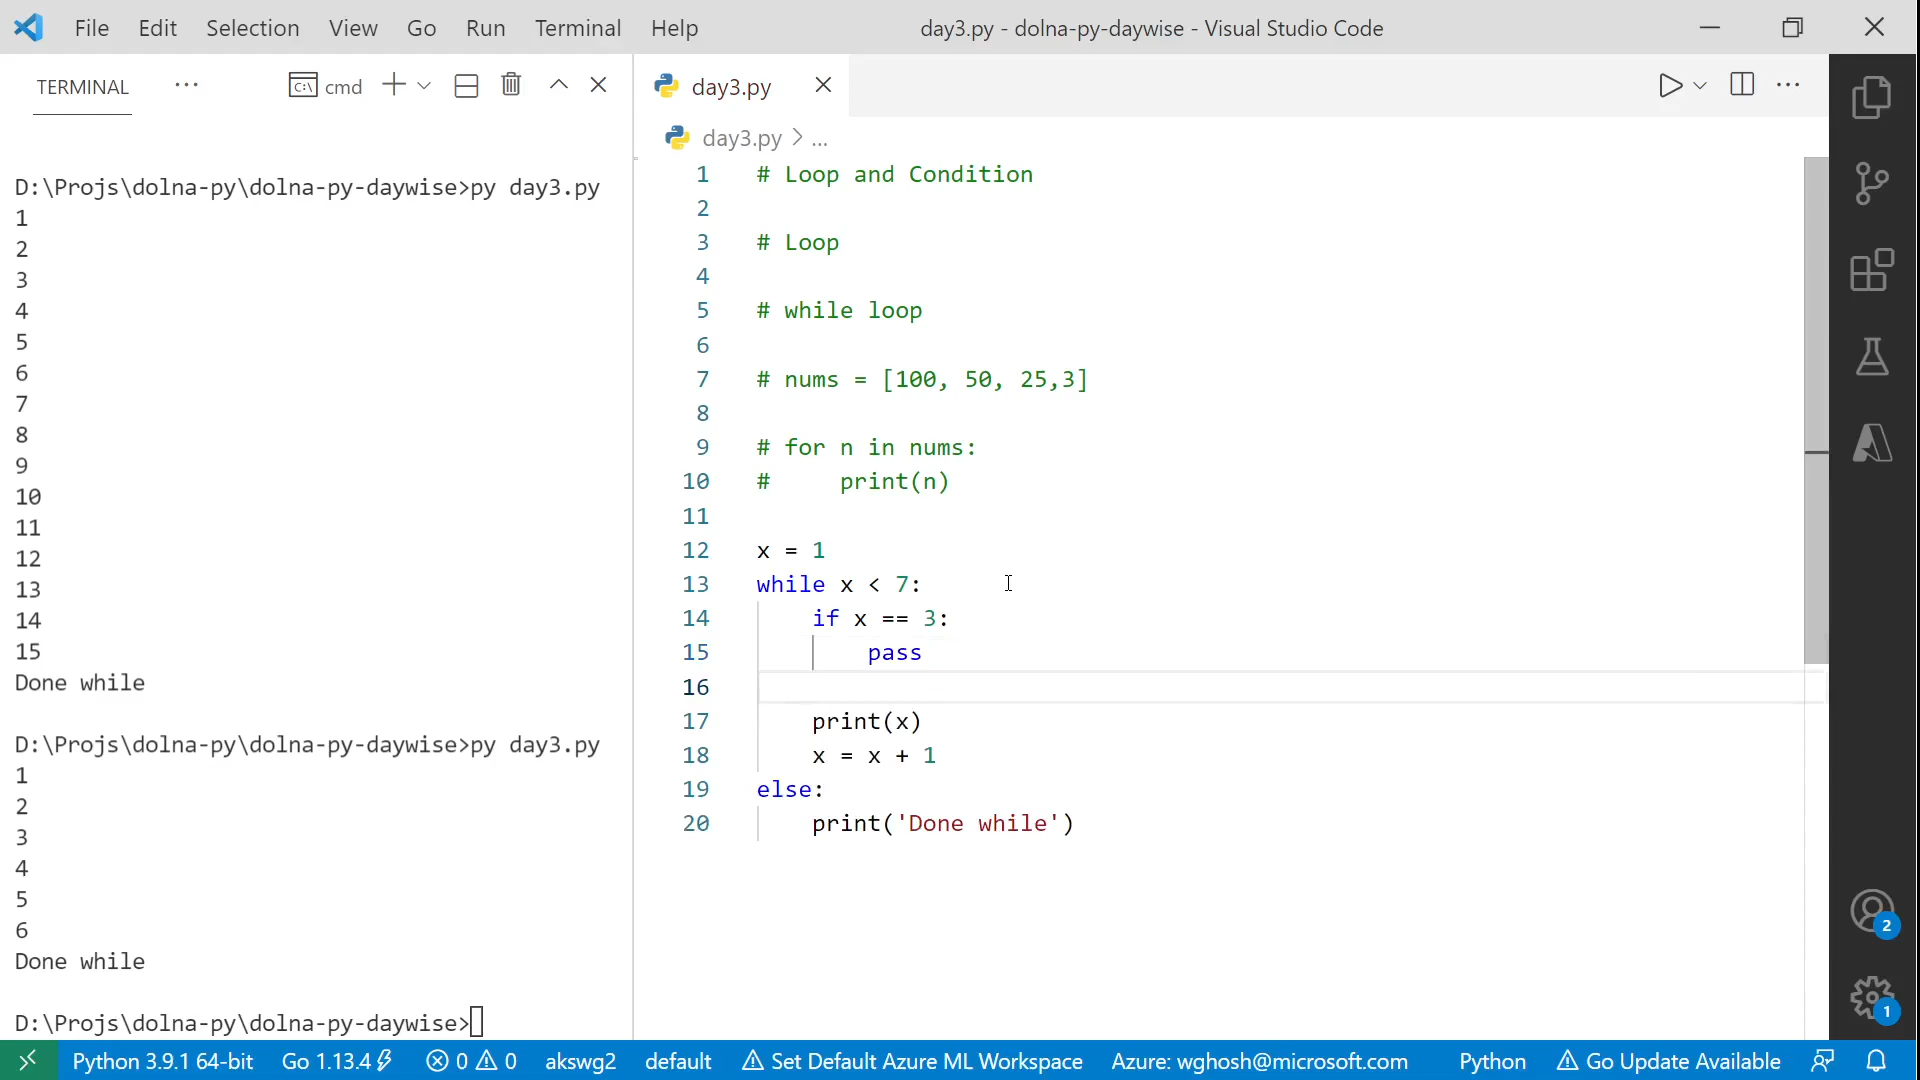 File Edit Selection View Go Run Terminal Help
day3.py - dolna-py-daywise - Visual Studio Code
TERMINAL ··· cmd
D:\Projs\dolna-py\dolna-py-daywise>py day3.py
1
2
3
4
5
6
7
8
9
10
11
12
13
14
15
Done while
D:\Projs\dolna-py\dolna-py-daywise>py day3.py
1
2
3
4
5
6
Done while
D:\Projs\dolna-py\dolna-py-daywise>
day3.py
day3.py > ...
1 # Loop and Condition
2
3 # Loop
4
5 # while loop
6
7 # nums = [100, 50, 25,3]
8
9 # for n in nums:
10 #     print(n)
11
12 x = 1
13 while x < 7:
14     if x == 3:
15         pass
16
17     print(x)
18     x = x + 1
19 else:
20     print('Done while')
2
1
Python 3.9.1 64-bit Go 1.13.4 0 0 akswg2 default Set Default Azure ML Workspace Azure: wghosh@microsoft.com Python Go Update Available